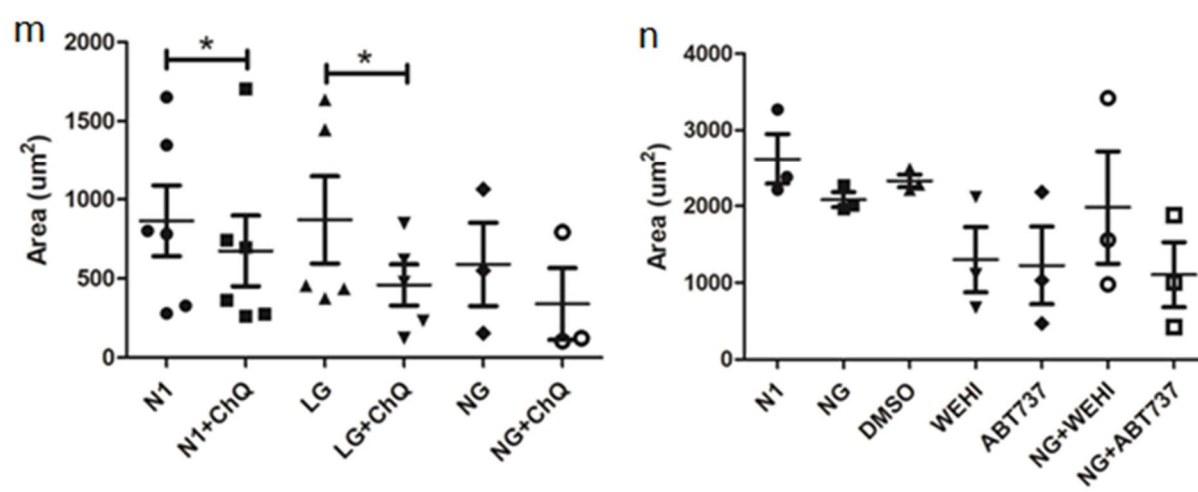 m
2000
1500
1000
500
0
Area (um²)
*
*
N1
N1+ChQ
LG
LG+ChQ
NG
NG+ChQ
n
4000
3000
2000
1000
0
Area (um²)
N1
NG
DMSO
WEHI
ABT737
NG+WEHI
NG+ABT737